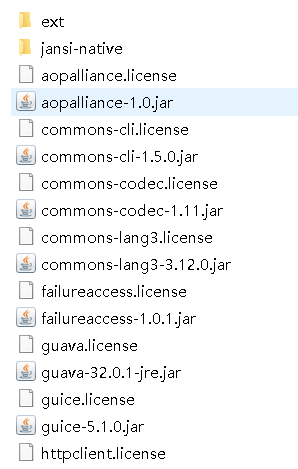 ext
jansi-native
aopalliance.license
aopalliance-1.0.jar
commons-cli.license
commons-cli-1.5.0.jar
commons-codec.license
commons-codec-1.11.jar
commons-lang3.license
commons-lang3-3.12.0.jar
failureaccess.license
failureaccess-1.0.1.jar
guava.license
guava-32.0.1-jre.jar
guice.license
guice-5.1.0.jar
httpclient.license